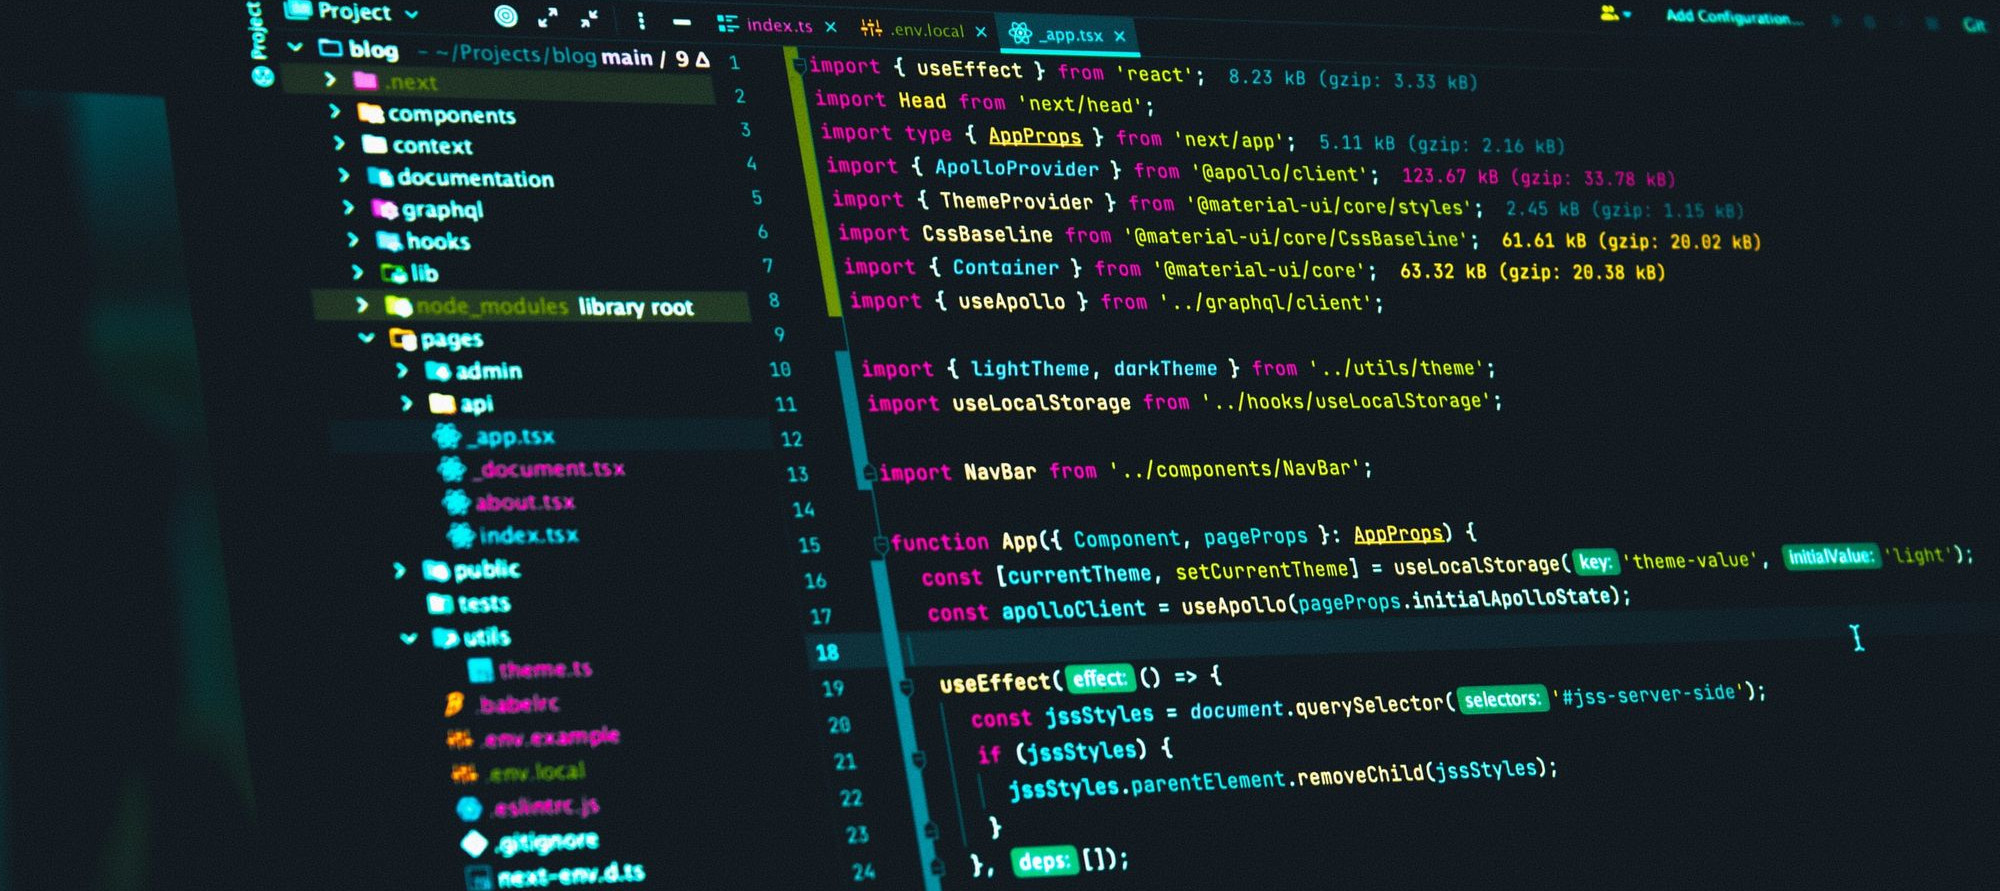 Project
Project
index.ts
.env.local
_app.tsx
Add Configuration...
Git
blog ~/Projects/blog main / 9 Δ
.next
components
context
documentation
graphql
hooks
lib
node_modules library root
pages
admin
api
_app.tsx
_document.tsx
about.tsx
index.tsx
public
tests
utils
theme.ts
.babelrc
.env.example
.env.local
.eslintrc.js
.gitignore
next-env.d.ts
1 import { useEffect } from 'react'; 8.23 kB (gzip: 3.33 kB)
2 import Head from 'next/head';
3 import type { AppProps } from 'next/app'; 5.11 kB (gzip: 2.16 kB)
4 import { ApolloProvider } from '@apollo/client'; 123.67 kB (gzip: 33.78 kB)
5 import { ThemeProvider } from '@material-ui/core/styles'; 2.45 kB (gzip: 1.15 kB)
6 import CssBaseline from '@material-ui/core/CssBaseline'; 61.61 kB (gzip: 20.02 kB)
7 import { Container } from '@material-ui/core'; 63.32 kB (gzip: 20.38 kB)
8 import { useApollo } from '../graphql/client';
9
10 import { lightTheme, darkTheme } from '../utils/theme';
11 import useLocalStorage from '../hooks/useLocalStorage';
12
13 import NavBar from '../components/NavBar';
14
15 function App({ Component, pageProps }: AppProps) {
16 const [currentTheme, setCurrentTheme] = useLocalStorage( key: 'theme-value', initialValue: 'light');
17 const apolloClient = useApollo(pageProps.initialApolloState);
18
19 useEffect( effect: () => {
20 const jssStyles = document.querySelector( selectors: '#jss-server-side');
21 if (jssStyles) {
22 jssStyles.parentElement.removeChild(jssStyles);
23 }
24 }, deps: []);